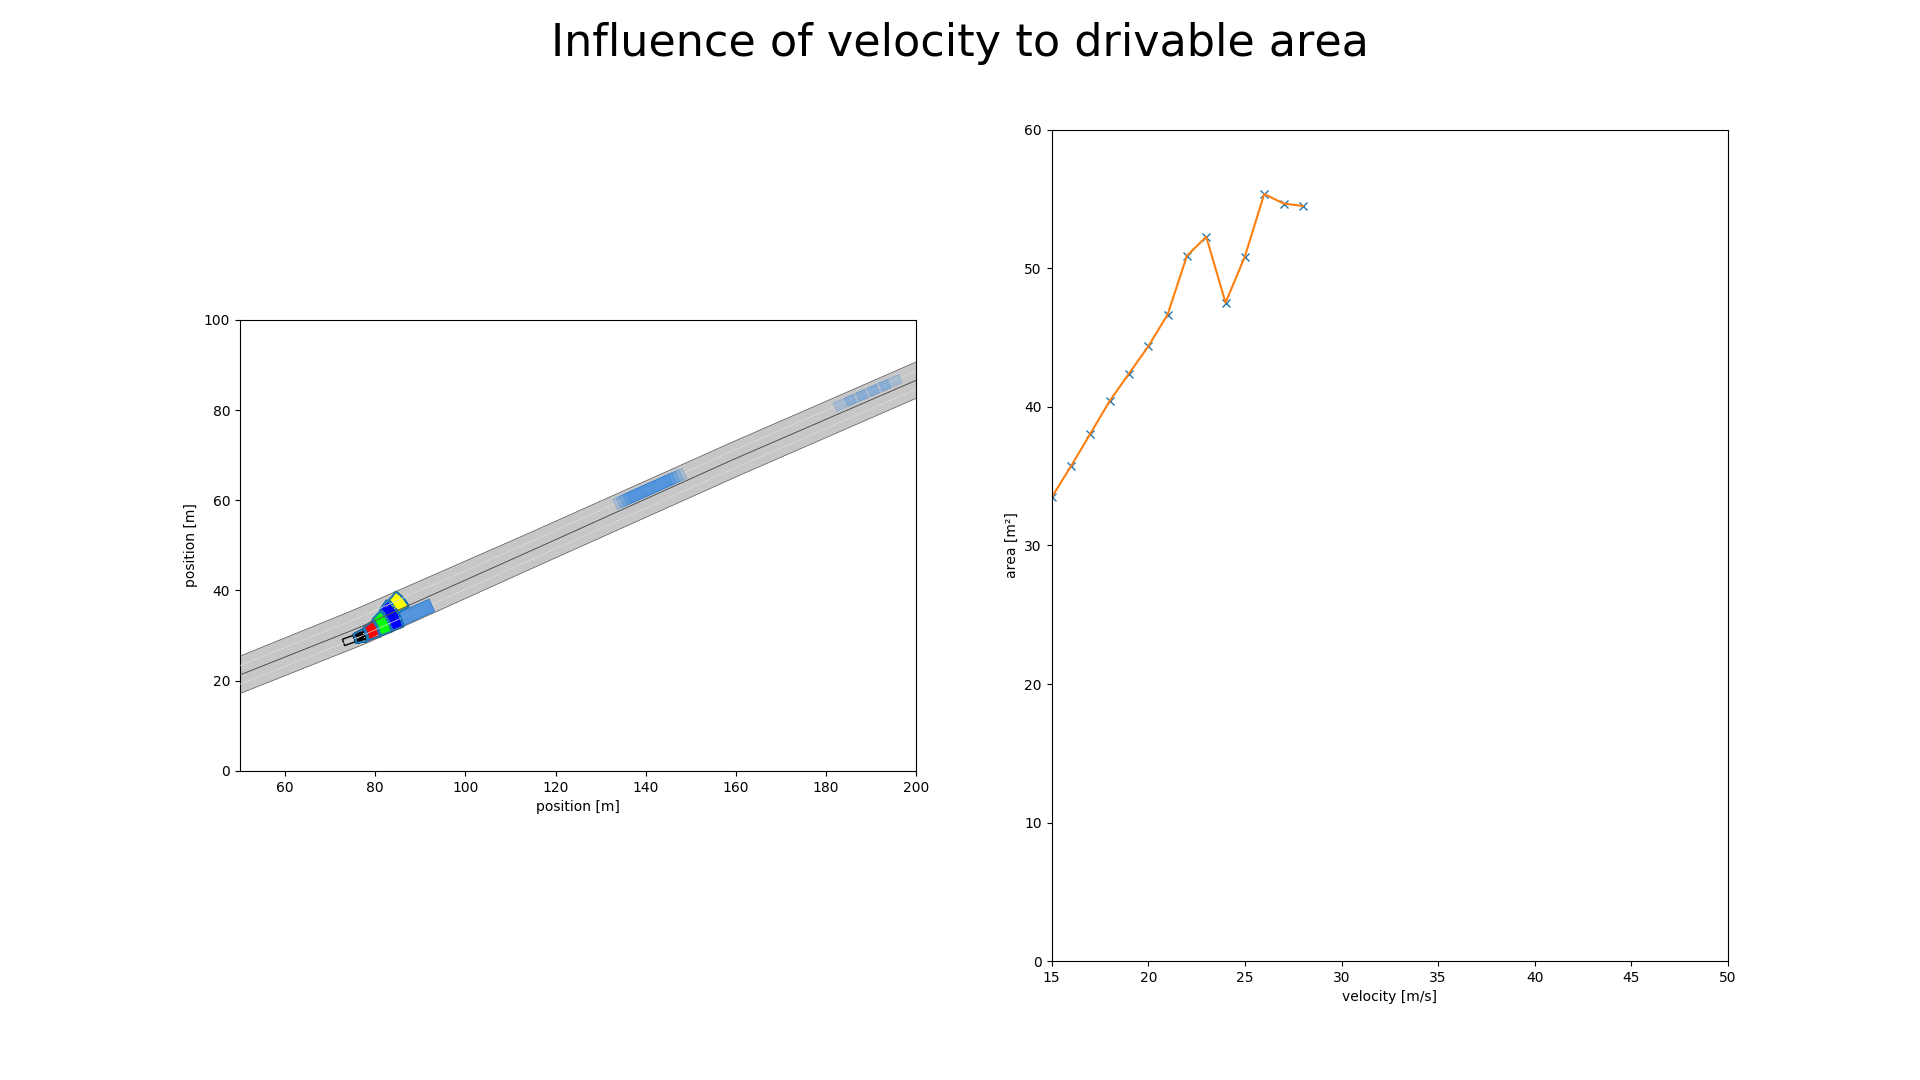 Influence of velocity to drivable area
100
80
60
40
20
0
position [m]
60 80 100 120 140 160 180 200
position [m]
60
50
40
30
20
10
0
area [m²]
15 20 25 30 35 40 45 50
velocity [m/s]